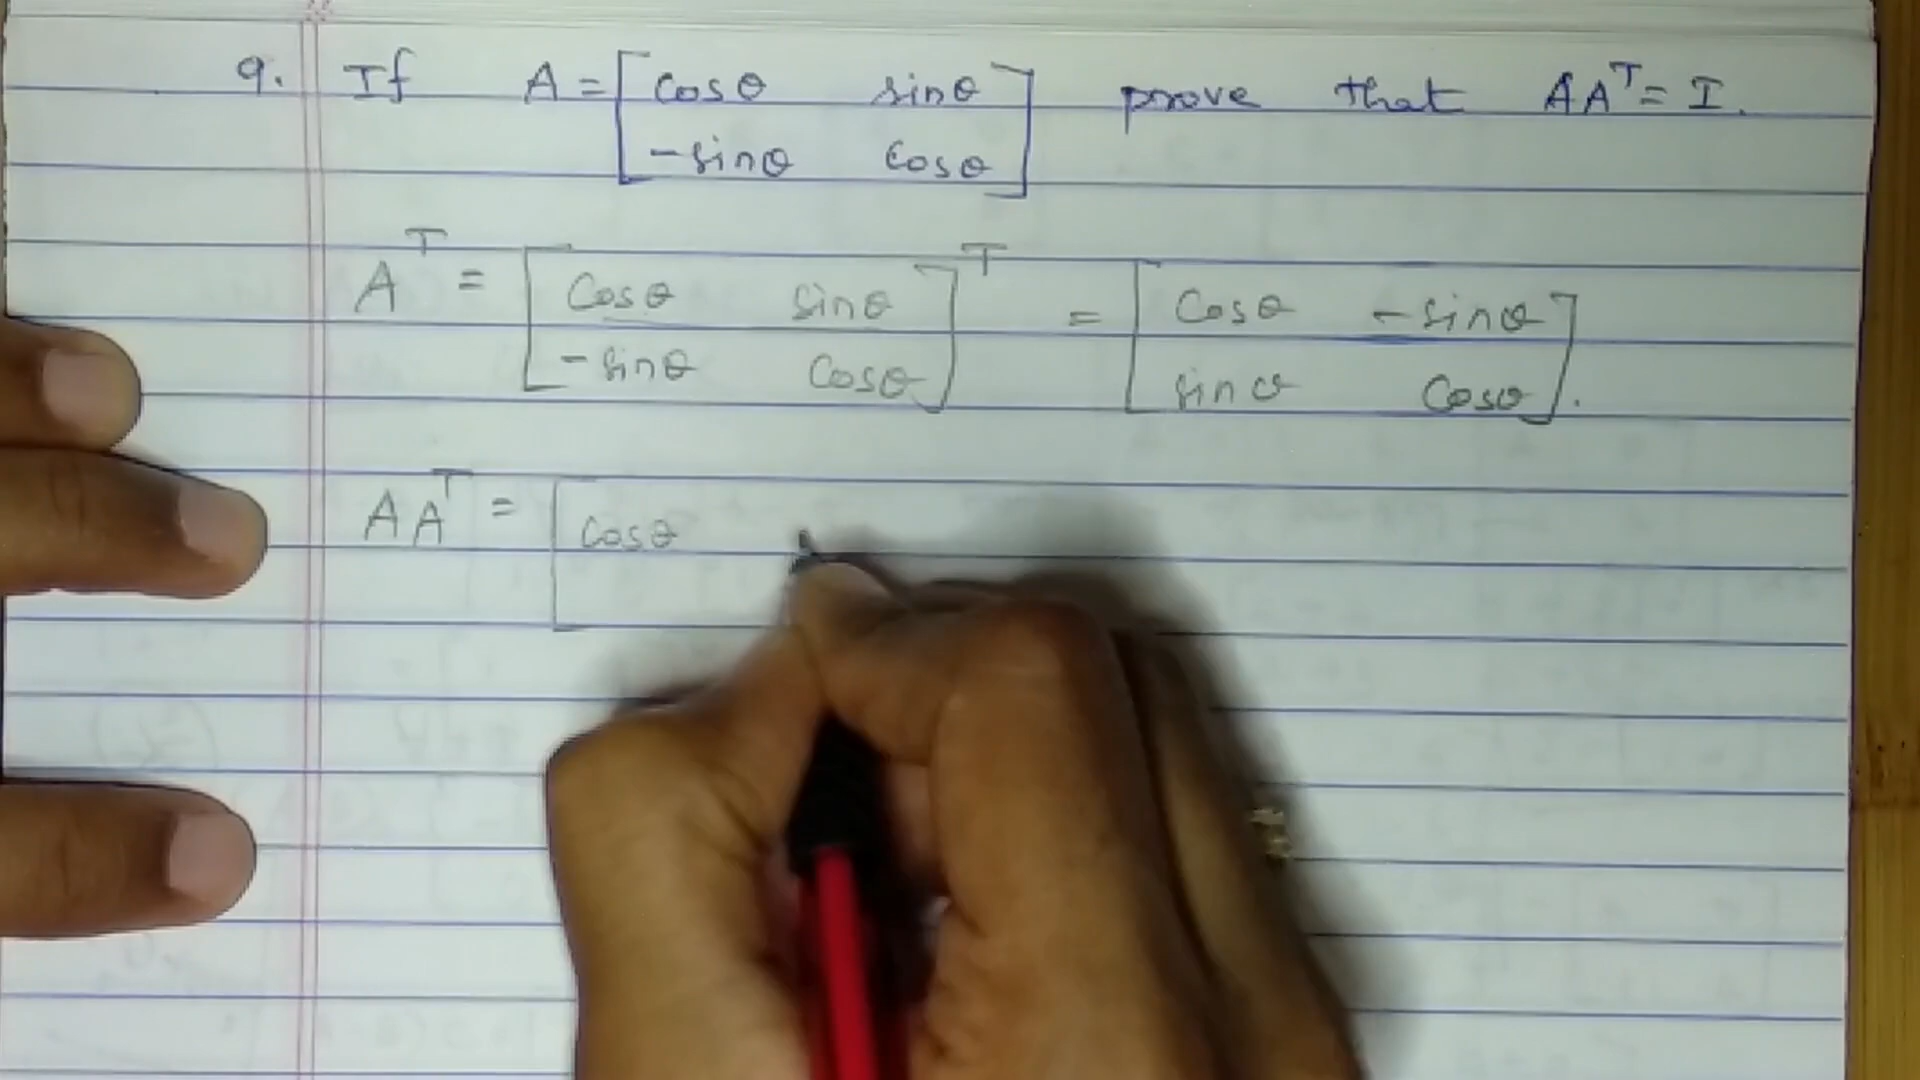 9. If A = [cosθ sinθ prove that AAᵀ = I.
-sinθ cosθ]
Aᵀ = [Cosθ sinθ]ᵀ = [Cosθ -sinθ]
-sinθ Cosθ sinθ Cosθ.
AAᵀ = [cosθ